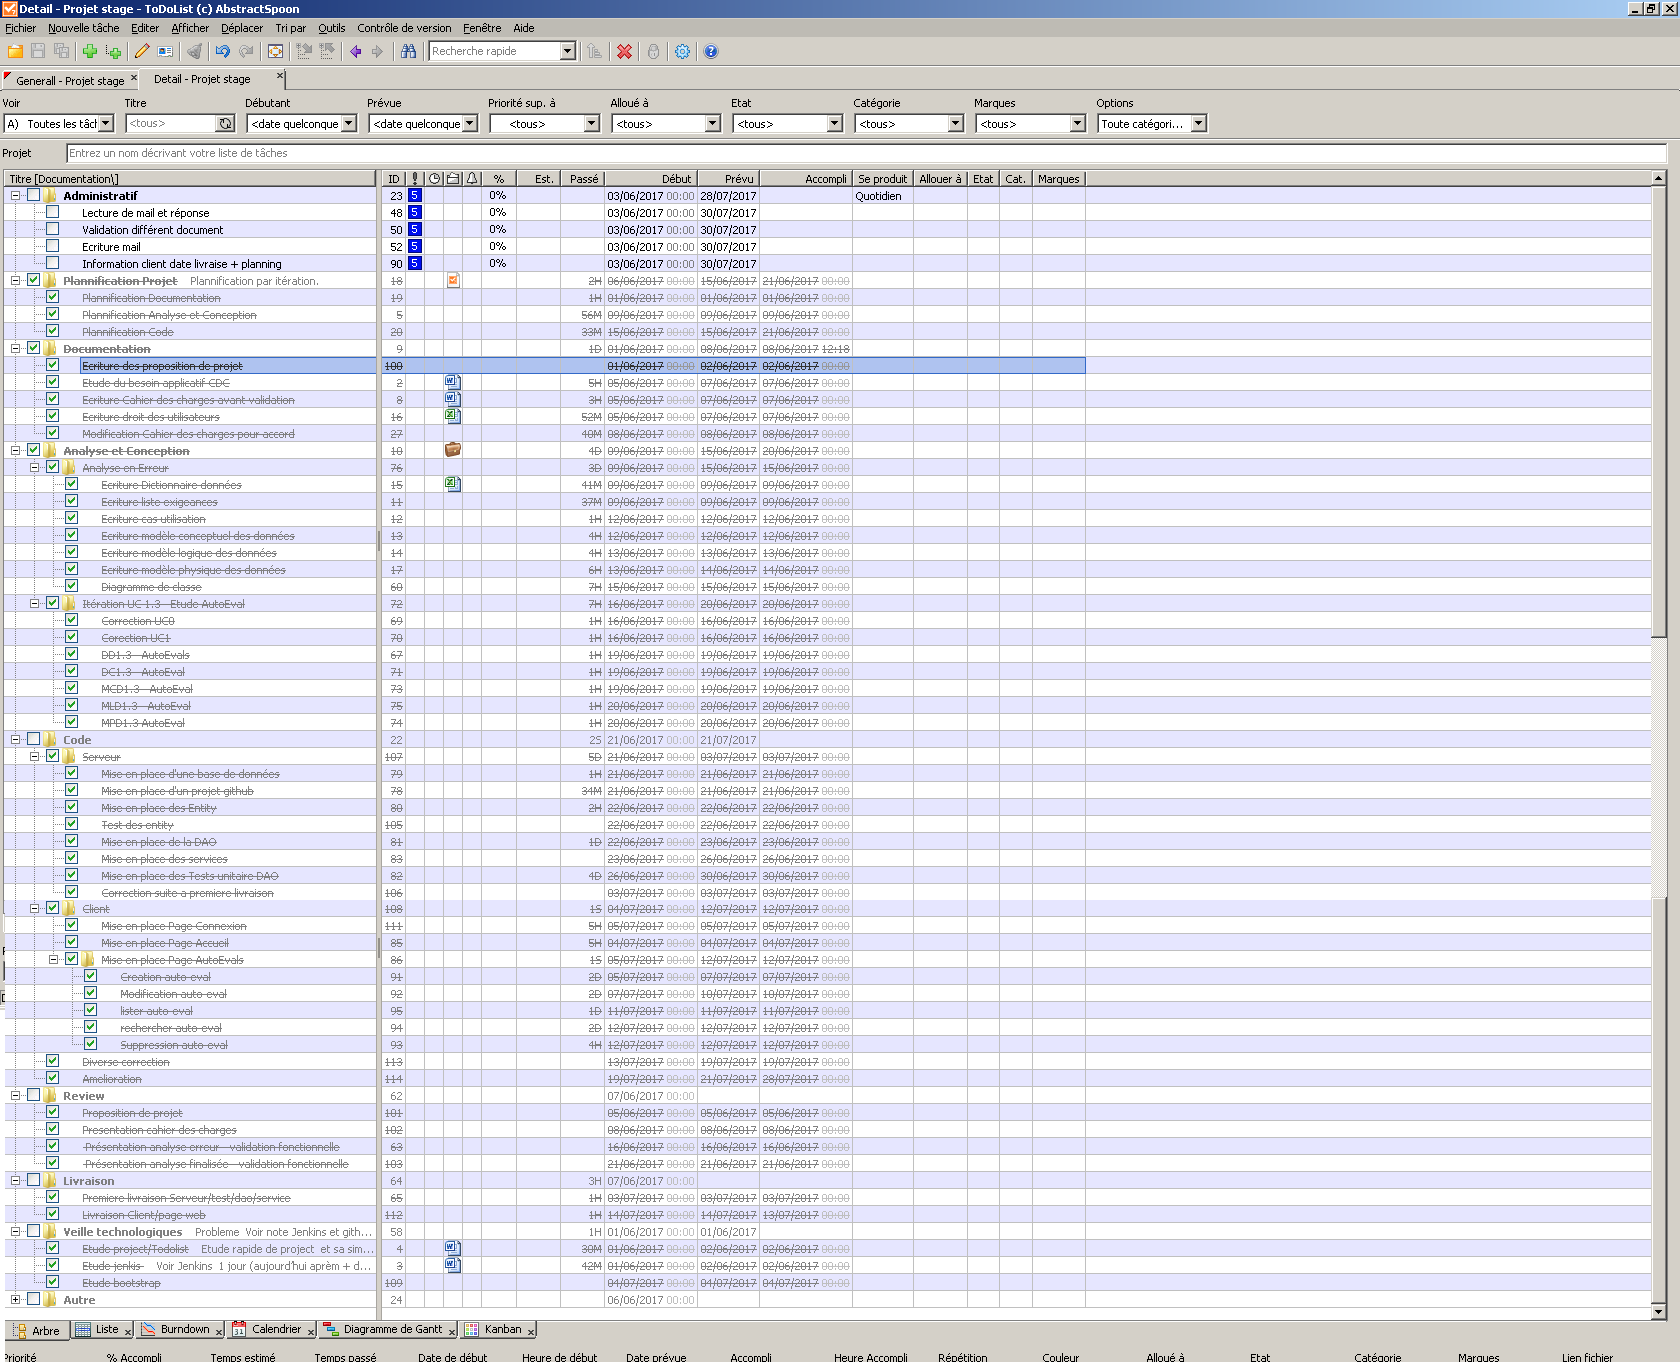 Detail - Projet stage - ToDoList (c) AbstractSpoon
Fichier Nouvelle tâche Editer Afficher Déplacer Tri par Outils Contrôle de version Fenêtre Aide
Recherche rapide
Generall - Projet stage Detail - Projet stage
Voir Titre Débutant Prévue Priorité sup. à Alloué à Etat Catégorie Marques Options
A) Toutes les tâch <tous> <date quelconque <date quelconque <tous> <tous> <tous> <tous> <tous> Toute catégori...
Projet Entrez un nom décrivant votre liste de tâches
Titre [Documentation\] ID ! % Est. Passé Début Prévu Accompli Se produit Allouer à Etat Cat. Marques
Administratif 23 5 0% 03/06/2017 00:00 28/07/2017 Quotidien
Lecture de mail et réponse 48 5 0% 03/06/2017 00:00 30/07/2017
Validation différent document 50 5 0% 03/06/2017 00:00 30/07/2017
Ecriture mail 52 5 0% 03/06/2017 00:00 30/07/2017
Information client date livraise + planning 90 5 0% 03/06/2017 00:00 30/07/2017
Plannification Projet Plannification par itération. 18 2H 06/06/2017 00:00 15/06/2017 21/06/2017 00:00
Plannification Documentation 19 1H 01/06/2017 00:00 01/06/2017 01/06/2017 00:00
Plannification Analyse et Conception 5 56M 09/06/2017 00:00 09/06/2017 09/06/2017 00:00
Plannification Code 20 33M 15/06/2017 00:00 15/06/2017 21/06/2017 00:00
Documentation 9 1D 01/06/2017 00:00 08/06/2017 08/06/2017 12:18
Ecriture des proposition de projet 100 01/06/2017 00:00 02/06/2017 02/06/2017 00:00
Etude du besoin applicatif CDC 2 5H 05/06/2017 00:00 07/06/2017 07/06/2017 00:00
Ecriture Cahier des charges avant validation 8 3H 05/06/2017 00:00 07/06/2017 07/06/2017 00:00
Ecriture droit des utilisateurs 16 52M 05/06/2017 00:00 07/06/2017 07/06/2017 00:00
Modification Cahier des charges pour accord 27 40M 08/06/2017 00:00 08/06/2017 08/06/2017 00:00
Analyse et Conception 10 4D 09/06/2017 00:00 15/06/2017 20/06/2017 00:00
Analyse en Erreur 76 3D 09/06/2017 00:00 15/06/2017 15/06/2017 00:00
Ecriture Dictionnaire données 15 41M 09/06/2017 00:00 09/06/2017 09/06/2017 00:00
Ecriture liste exigeances 11 37M 09/06/2017 00:00 09/06/2017 09/06/2017 00:00
Ecriture cas utilisation 12 1H 12/06/2017 00:00 12/06/2017 12/06/2017 00:00
Ecriture modèle conceptuel des données 13 4H 12/06/2017 00:00 12/06/2017 12/06/2017 00:00
Ecriture modèle logique des données 14 4H 13/06/2017 00:00 13/06/2017 13/06/2017 00:00
Ecriture modèle physique des données 17 6H 13/06/2017 00:00 14/06/2017 14/06/2017 00:00
Diagramme de classe 60 7H 15/06/2017 00:00 15/06/2017 15/06/2017 00:00
Itération UC 1.3 - Etude AutoEval 72 7H 16/06/2017 00:00 20/06/2017 20/06/2017 00:00
Correction UC0 69 1H 16/06/2017 00:00 16/06/2017 16/06/2017 00:00
Corection UC1 70 1H 16/06/2017 00:00 16/06/2017 16/06/2017 00:00
DD1.3 - AutoEvals 67 1H 19/06/2017 00:00 19/06/2017 19/06/2017 00:00
DC1.3 - AutoEval 71 1H 19/06/2017 00:00 19/06/2017 19/06/2017 00:00
MCD1.3 - AutoEval 73 1H 19/06/2017 00:00 19/06/2017 19/06/2017 00:00
MLD1.3 - AutoEval 75 1H 20/06/2017 00:00 20/06/2017 20/06/2017 00:00
MPD1.3 AutoEval 74 1H 20/06/2017 00:00 20/06/2017 20/06/2017 00:00
Code 22 2S 21/06/2017 00:00 21/07/2017
Serveur 107 5D 21/06/2017 00:00 03/07/2017 03/07/2017 00:00
Mise en place d'une base de données 79 1H 21/06/2017 00:00 21/06/2017 21/06/2017 00:00
Mise en place d'un projet github 78 34M 21/06/2017 00:00 21/06/2017 21/06/2017 00:00
Mise en place des Entity 80 2H 22/06/2017 00:00 22/06/2017 22/06/2017 00:00
Test des entity 105 22/06/2017 00:00 22/06/2017 22/06/2017 00:00
Mise en place de la DAO 81 1D 22/06/2017 00:00 23/06/2017 23/06/2017 00:00
Mise en place des services 83 23/06/2017 00:00 26/06/2017 26/06/2017 00:00
Mise en place des Tests unitaire DAO 82 4D 26/06/2017 00:00 30/06/2017 30/06/2017 00:00
Correction suite a premiere livraison 106 03/07/2017 00:00 03/07/2017 03/07/2017 00:00
Client 108 1S 04/07/2017 00:00 12/07/2017 12/07/2017 00:00
Mise en place Page Connexion 111 5H 05/07/2017 00:00 05/07/2017 05/07/2017 00:00
Mise en place Page Accueil 85 5H 04/07/2017 00:00 04/07/2017 04/07/2017 00:00
Mise en place Page AutoEvals 86 1S 05/07/2017 00:00 12/07/2017 12/07/2017 00:00
Creation auto eval 91 2D 05/07/2017 00:00 07/07/2017 07/07/2017 00:00
Modification auto eval 92 2D 07/07/2017 00:00 10/07/2017 10/07/2017 00:00
lister auto eval 95 1D 11/07/2017 00:00 11/07/2017 11/07/2017 00:00
rechercher auto eval 94 2D 12/07/2017 00:00 12/07/2017 12/07/2017 00:00
Suppression auto eval 93 4H 12/07/2017 00:00 12/07/2017 12/07/2017 00:00
Diverse correction 113 13/07/2017 00:00 19/07/2017 19/07/2017 00:00
Amelioration 114 19/07/2017 00:00 21/07/2017 28/07/2017 00:00
Review 62 07/06/2017 00:00
Proposition de projet 101 05/06/2017 00:00 05/06/2017 05/06/2017 00:00
Presentation cahier des charges 102 08/06/2017 00:00 08/06/2017 08/06/2017 00:00
Présentation analyse erreur - validation fonctionnelle 63 16/06/2017 00:00 16/06/2017 16/06/2017 00:00
Présentation analyse finalisée - validation fonctionnelle 103 21/06/2017 00:00 21/06/2017 21/06/2017 00:00
Livraison 64 3H 07/06/2017 00:00
Premiere livraison Serveur/test/dao/service 65 1H 03/07/2017 00:00 03/07/2017 03/07/2017 00:00
Livraison Client/page web 112 1H 14/07/2017 00:00 14/07/2017 13/07/2017 00:00
Veille technologiques Probleme Voir note Jenkins et gith... 58 1H 01/06/2017 00:00 01/06/2017
Etude project/Todolist Etude rapide de project et sa sim... 4 30M 01/06/2017 00:00 02/06/2017 02/06/2017 00:00
Etude jenkis Voir Jenkins 1 jour (aujourd'hui aprèm + d... 3 42M 01/06/2017 00:00 02/06/2017 02/06/2017 00:00
Etude bootstrap 109 04/07/2017 00:00 04/07/2017 04/07/2017 00:00
Autre 24 06/06/2017 00:00
Arbre Liste Burndown Calendrier Diagramme de Gantt Kanban
Priorité % Accompli Temps estimé Temps passé Date de début Heure de début Date prévue Accompli Heure Accompli Répétition Couleur Alloué à Etat Catégorie Marques Lien fichier